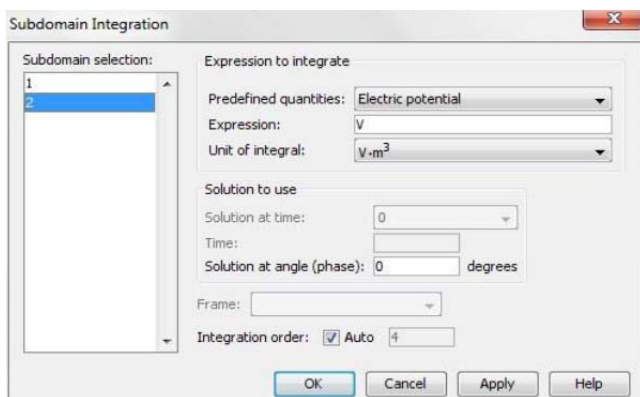 Subdomain Integration
Subdomain selection:
1
2
Expression to integrate
Predefined quantities: Electric potential
Expression: V
Unit of integral: V·m³
Solution to use
Solution at time: 0
Time:
Solution at angle (phase): 0 degrees
Frame:
Integration order: Auto 4
OK Cancel Apply Help